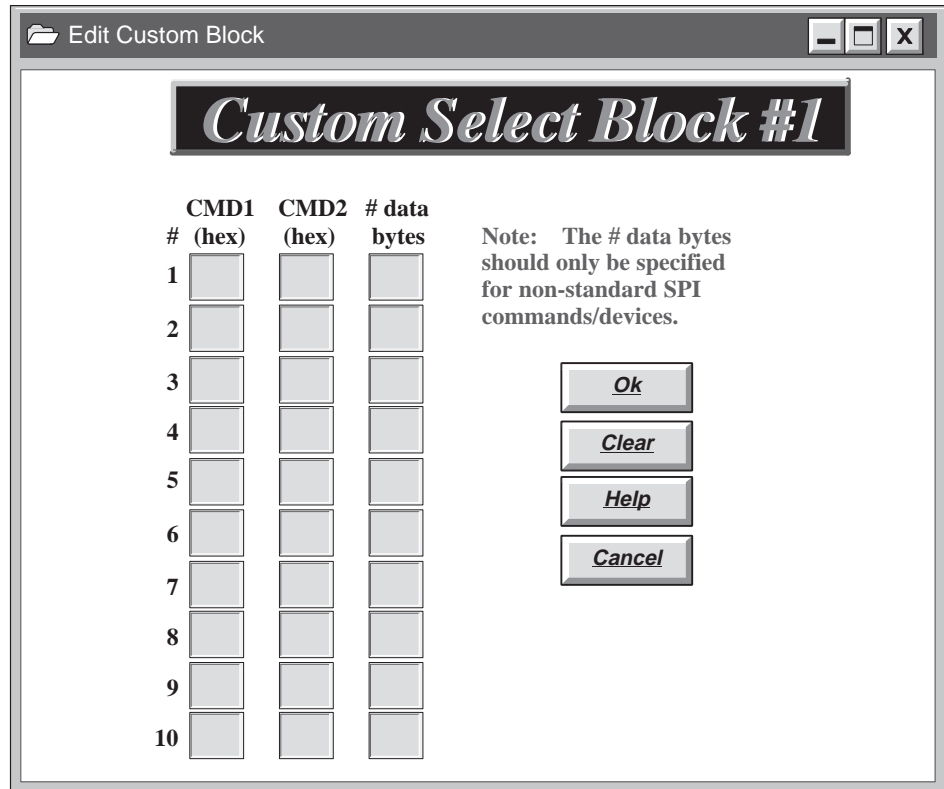 Edit Custom Block
X
Custom Select Block #1
CMD1 CMD2 # data
# (hex) (hex) bytes
1
2
3
4
5
6
7
8
9
10
Note: The # data bytes
should only be specified
for non-standard SPI
commands/devices.
Ok
Clear
Help
Cancel